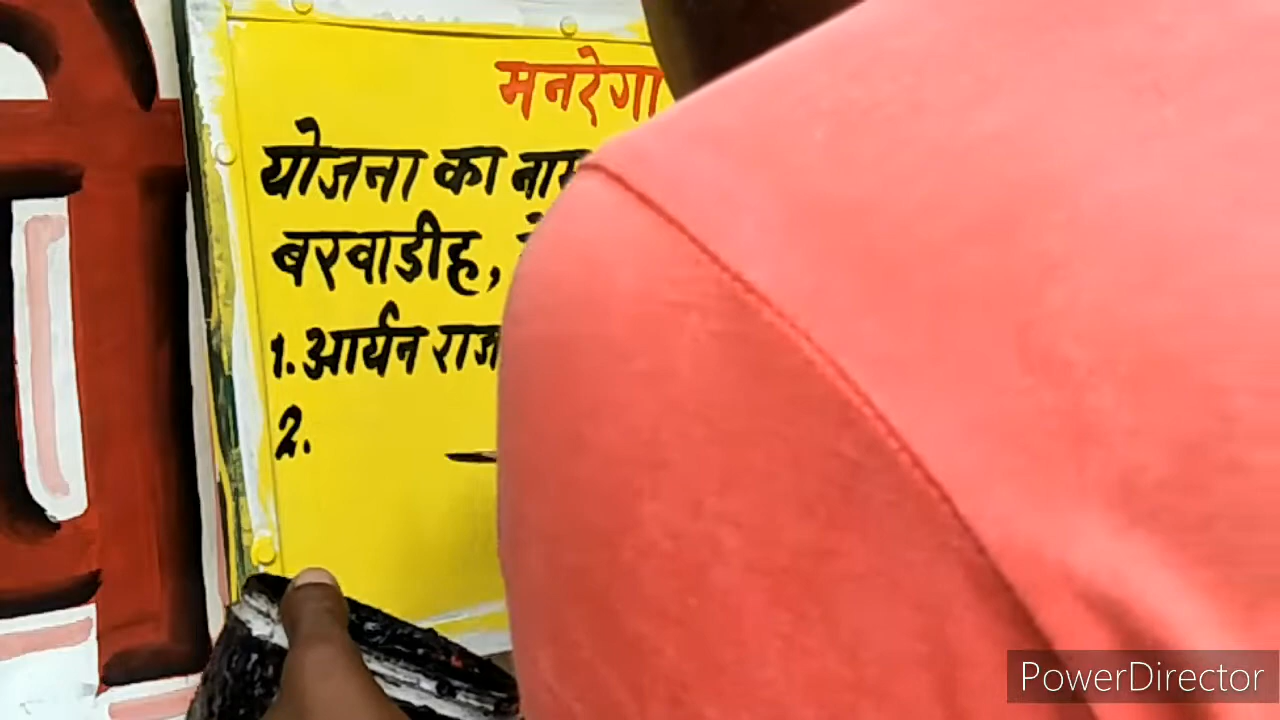 मनरेगा
योजना का नाम
बरवाडीह,
1. आर्यन राज
2.
PowerDirector